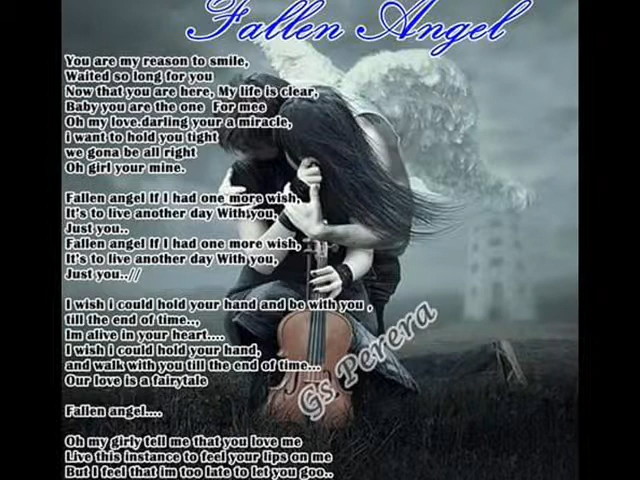 Fallen Angel
You are my reason to smile,
Waited so long for you
Now that you are here, My life is clear,
Baby you are the one For mee
Oh my love.darling your a miracle,
i want to hold you tight
we gona be all right
Oh girl your mine.
Fallen angel If I had one more wish,
It's to live another day With you,
Just you..
Fallen angel If I had one more wish,
It's to live another day With you,
Just you..//
I wish i could hold your hand and be with you ,
till the end of time..,
Im alive in your heart....
I wish i could hold your hand,
and walk with you till the end of time...
Our love is a fairytale
Gs Perera
Fallen angel....
Oh my girly tell me that you love me
Live this instance to feel your lips on me
But I feel that im too late to let you goo..